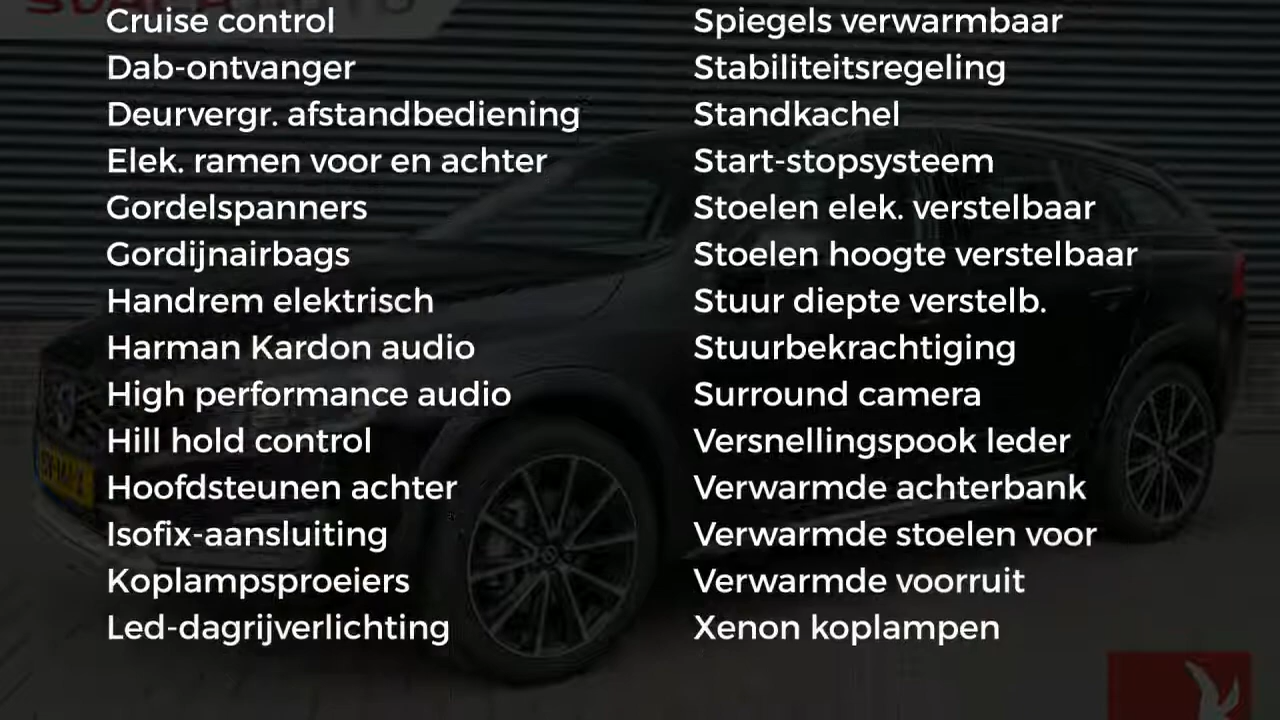 Cruise control
Dab-ontvanger
Deurvergr. afstandbediening
Elek. ramen voor en achter
Gordelspanners
Gordijnairbags
Handrem elektrisch
Harman Kardon audio
High performance audio
Hill hold control
Hoofdsteunen achter
Isofix-aansluiting
Koplampsproeiers
Led-dagrijverlichting
Spiegels verwarmbaar
Stabiliteitsregeling
Standkachel
Start-stopsysteem
Stoelen elek. verstelbaar
Stoelen hoogte verstelbaar
Stuur diepte verstelb.
Stuurbekrachtiging
Surround camera
Versnellingspook leder
Verwarmde achterbank
Verwarmde stoelen voor
Verwarmde voorruit
Xenon koplampen